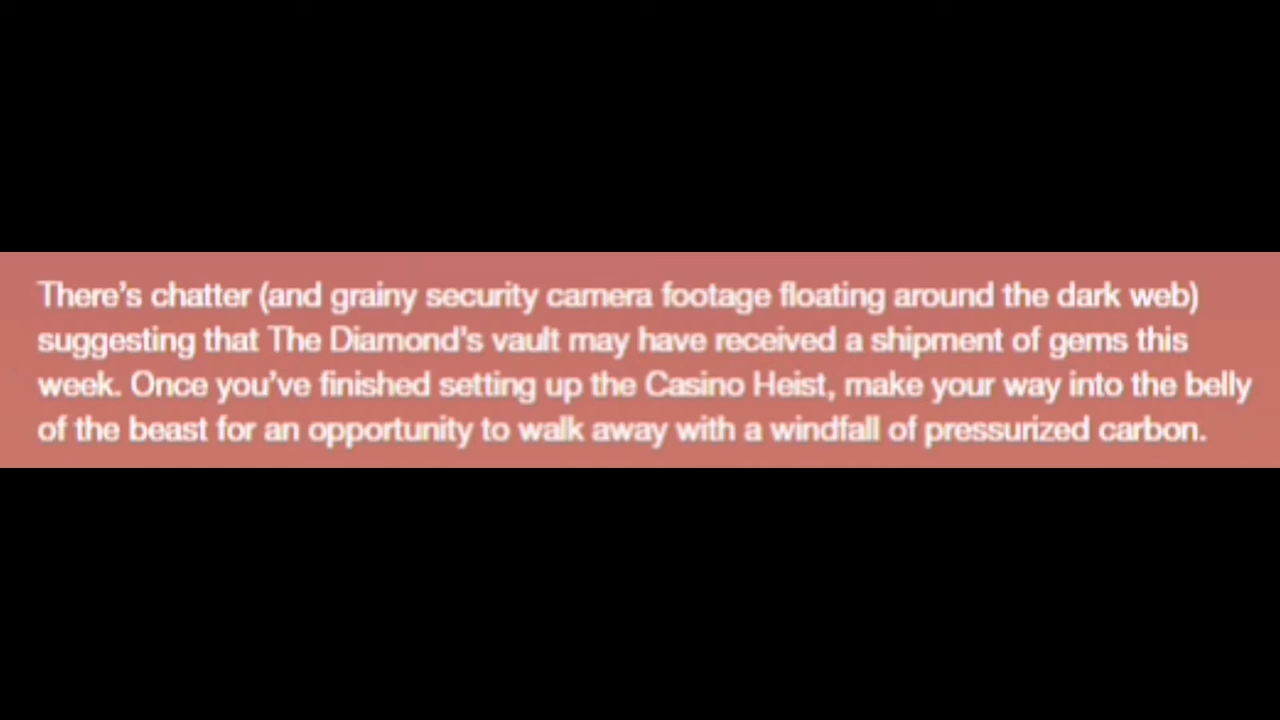 There’s chatter (and grainy security camera footage floating around the dark web)
suggesting that The Diamond’s vault may have received a shipment of gems this
week. Once you’ve finished setting up the Casino Heist, make your way into the belly
of the beast for an opportunity to walk away with a windfall of pressurized carbon.